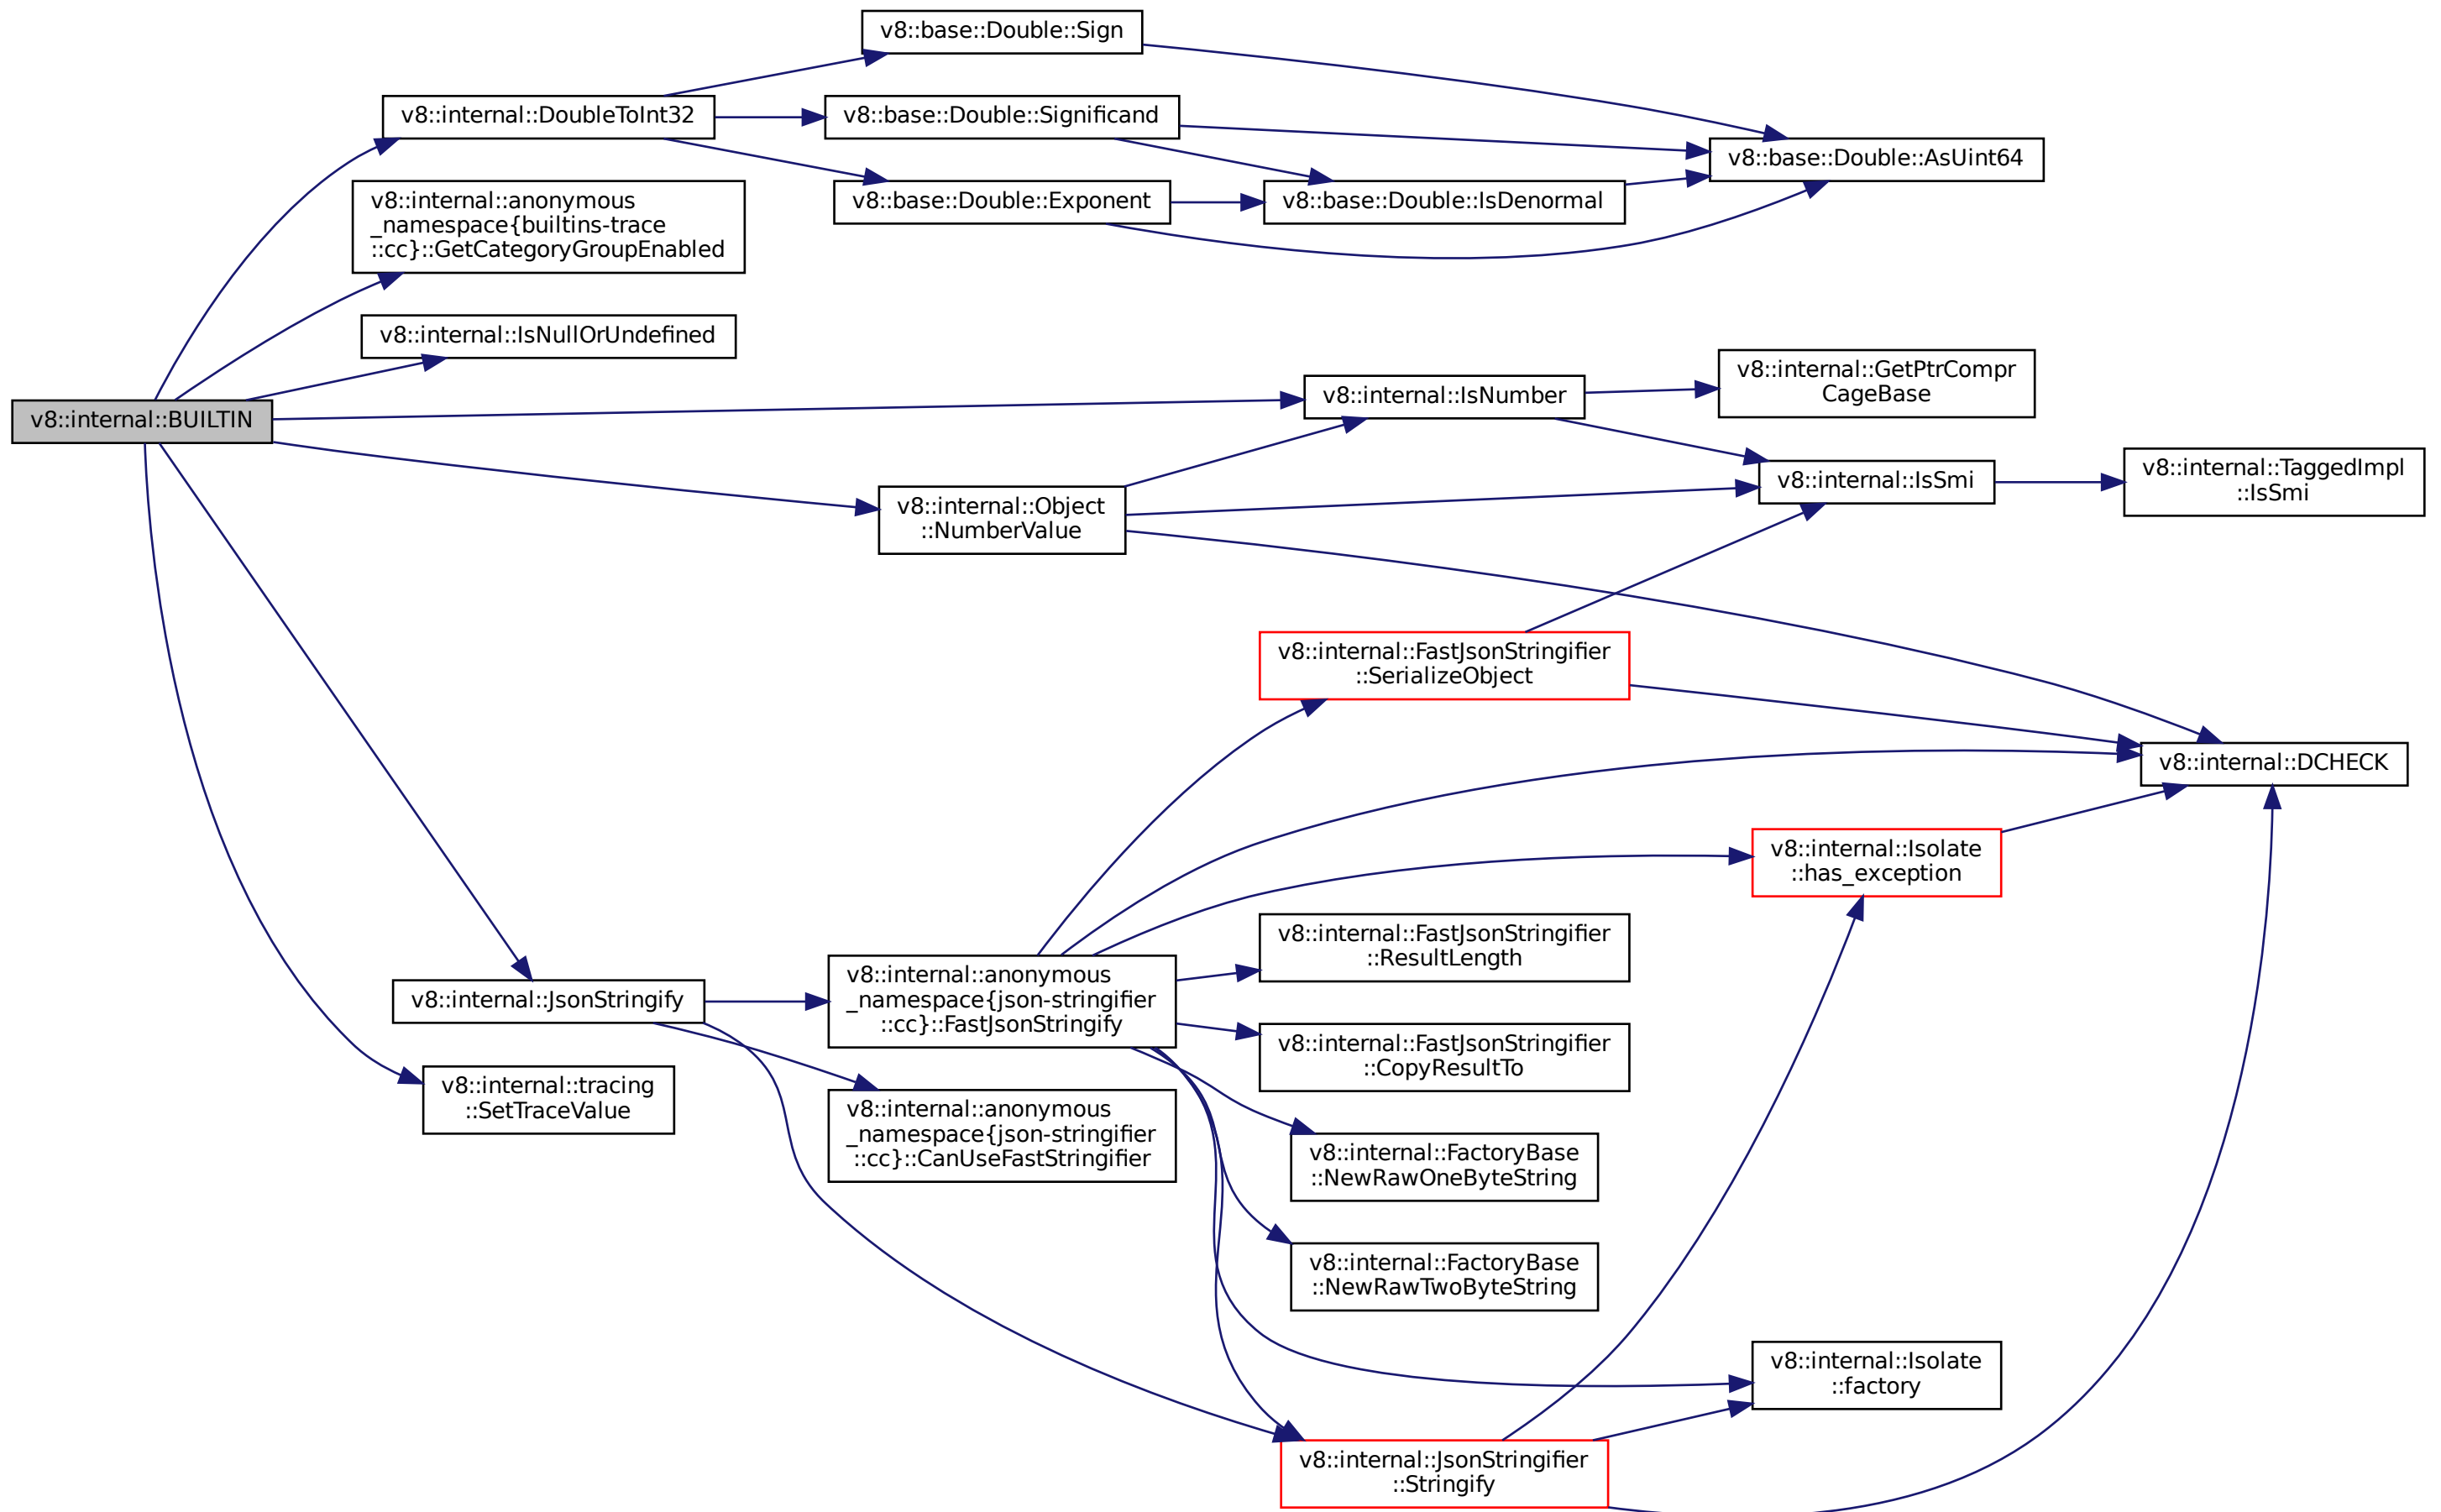 v8::base::Double::Sign
v8::internal::DoubleToInt32
v8::base::Double::Significand
v8::base::Double::AsUint64
v8::internal::anonymous
_namespace{builtins-trace
::cc}::GetCategoryGroupEnabled
v8::base::Double::Exponent
v8::base::Double::IsDenormal
v8::internal::IsNullOrUndefined
v8::internal::BUILTIN
v8::internal::IsNumber
v8::internal::GetPtrCompr
CageBase
v8::internal::Object
::NumberValue
v8::internal::IsSmi
v8::internal::TaggedImpl
::IsSmi
v8::internal::FastJsonStringifier
::SerializeObject
v8::internal::DCHECK
v8::internal::Isolate
::has_exception
v8::internal::FastJsonStringifier
::ResultLength
v8::internal::JsonStringify
v8::internal::anonymous
_namespace{json-stringifier
::cc}::FastJsonStringify
v8::internal::FastJsonStringifier
::CopyResultTo
v8::internal::tracing
::SetTraceValue
v8::internal::anonymous
_namespace{json-stringifier
::cc}::CanUseFastStringifier
v8::internal::FactoryBase
::NewRawOneByteString
v8::internal::FactoryBase
::NewRawTwoByteString
v8::internal::Isolate
::factory
v8::internal::JsonStringifier
::Stringify